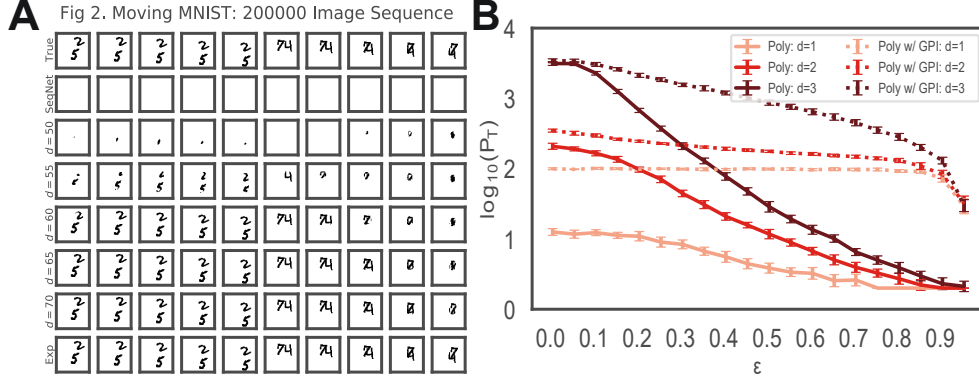 A
Fig 2. Moving MNIST: 200000 Image Sequence
True
SeqNet
d = 50
d = 55
d = 60
d = 65
d = 70
Exp
B
log10(PT)
4
3
2
1
0
Poly: d=1
Poly: d=2
Poly: d=3
Poly w/ GPI: d=1
Poly w/ GPI: d=2
Poly w/ GPI: d=3
0.0 0.1 0.2 0.3 0.4 0.5 0.6 0.7 0.8 0.9
ε